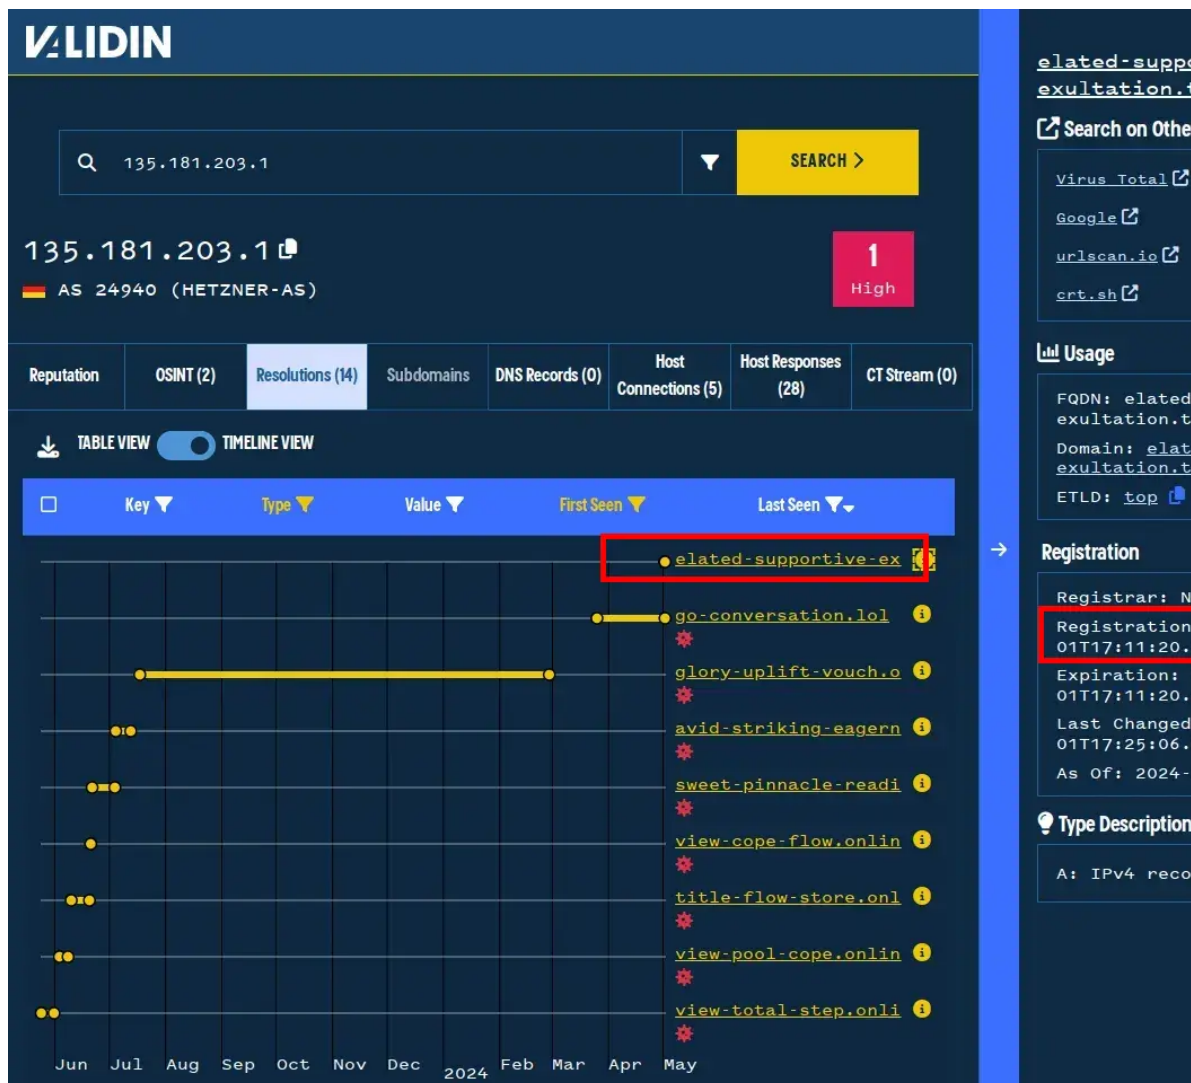 VALIDIN
135.181.203.1
SEARCH
135.181.203.1
AS 24940 (HETZNER-AS)
1
High
Reputation
OSINT (2)
Resolutions (14)
Subdomains
DNS Records (0)
Host
Connections (5)
Host Responses
(28)
CT Stream (0)
TABLE VIEW
TIMELINE VIEW
Key
Type
Value
First Seen
Last Seen
elated-supportive-ex
go-conversation.lol
glory-uplift-vouch.o
avid-striking-eagern
sweet-pinnacle-readi
view-cope-flow.onlin
title-flow-store.onl
view-pool-cope.onlin
view-total-step.onli
Jun Jul Aug Sep Oct Nov Dec 2024 Feb Mar Apr May
elated-suppo
exultation.t
Search on Othe
Virus Total
Google
urlscan.io
crt.sh
Usage
FQDN: elated
exultation.t
Domain: elat
exultation.t
ETLD: top
Registration
Registrar: N
Registration
01T17:11:20.
Expiration:
01T17:11:20.
Last Changed
01T17:25:06.
As Of: 2024-
Type Description
A: IPv4 reco